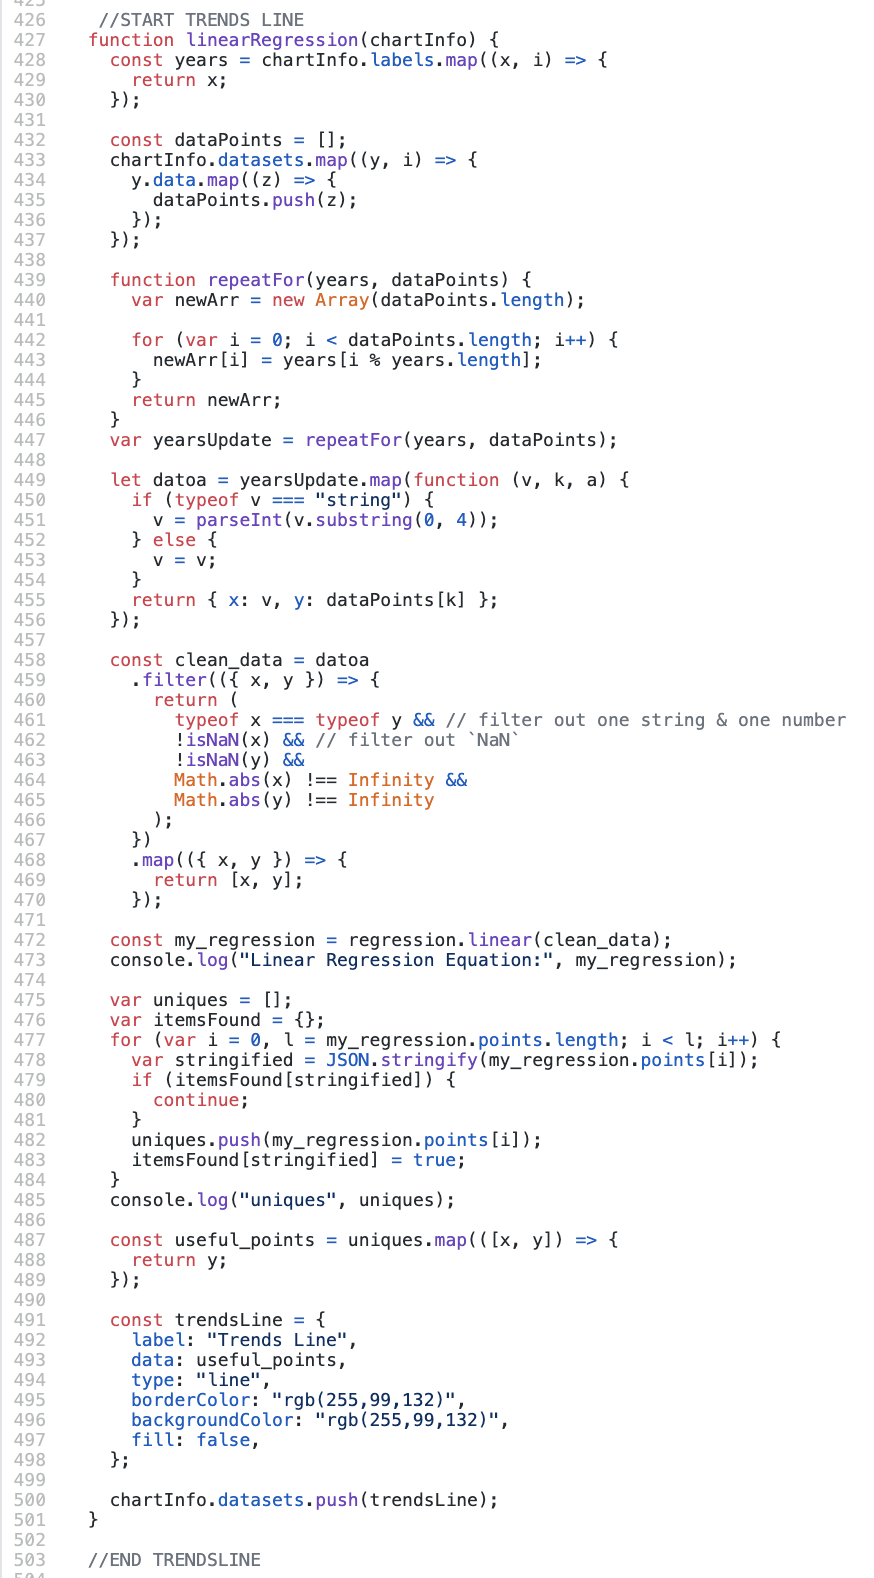 426 //START TRENDS LINE
427 function linearRegression(chartInfo) {
428 const years = chartInfo.labels.map((x, i) => {
429 return x;
430 });
431
432 const dataPoints = [];
433 chartInfo.datasets.map((y, i) => {
434 y.data.map((z) => {
435 dataPoints.push(z);
436 });
437 });
438
439 function repeatFor(years, dataPoints) {
440 var newArr = new Array(dataPoints.length);
441
442 for (var i = 0; i < dataPoints.length; i++) {
443 newArr[i] = years[i % years.length];
444 }
445 return newArr;
446 }
447 var yearsUpdate = repeatFor(years, dataPoints);
448
449 let datoa = yearsUpdate.map(function (v, k, a) {
450 if (typeof v === "string") {
451 v = parseInt(v.substring(0, 4));
452 } else {
453 v = v;
454 }
455 return { x: v, y: dataPoints[k] };
456 });
457
458 const clean_data = datoa
459 .filter(({ x, y }) => {
460 return (
461 typeof x === typeof y && // filter out one string & one number
462 !isNaN(x) && // filter out `NaN`
463 !isNaN(y) &&
464 Math.abs(x) !== Infinity &&
465 Math.abs(y) !== Infinity
466 );
467 })
468 .map(({ x, y }) => {
469 return [x, y];
470 });
471
472 const my_regression = regression.linear(clean_data);
473 console.log("Linear Regression Equation:", my_regression);
474
475 var uniques = [];
476 var itemsFound = {};
477 for (var i = 0, l = my_regression.points.length; i < l; i++) {
478 var stringified = JSON.stringify(my_regression.points[i]);
479 if (itemsFound[stringified]) {
480 continue;
481 }
482 uniques.push(my_regression.points[i]);
483 itemsFound[stringified] = true;
484 }
485 console.log("uniques", uniques);
486
487 const useful_points = uniques.map(([x, y]) => {
488 return y;
489 });
490
491 const trendsLine = {
492 label: "Trends Line",
493 data: useful_points,
494 type: "line",
495 borderColor: "rgb(255,99,132)",
496 backgroundColor: "rgb(255,99,132)",
497 fill: false,
498 };
499
500 chartInfo.datasets.push(trendsLine);
501 }
502
503 //END TRENDSLINE